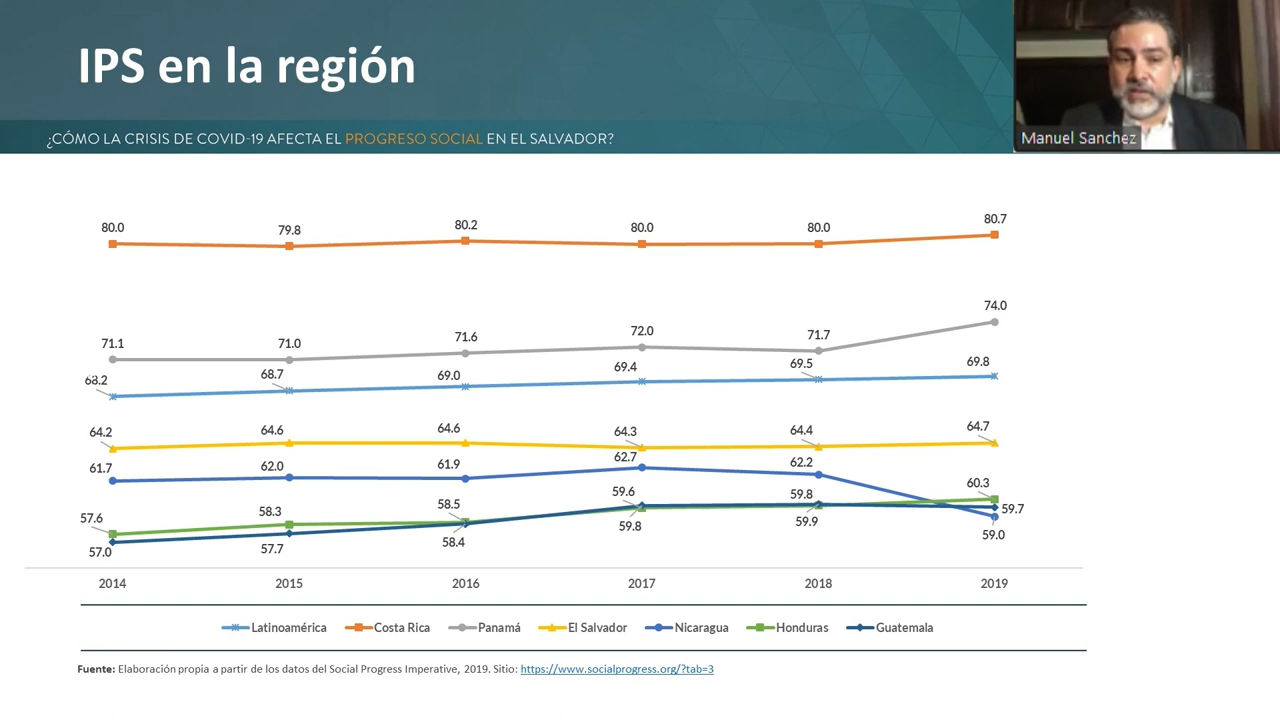 IPS en la región
¿CÓMO LA CRISIS DE COVID-19 AFECTA EL PROGRESO SOCIAL EN EL SALVADOR?
Manuel Sanchez
80.0 79.8 80.2 80.0 80.0 80.7
71.1 71.0 71.6 72.0 71.7 74.0
68.2 68.7 69.0 69.4 69.5 69.8
64.2 64.6 64.6 64.3 64.4 64.7
61.7 62.0 61.9 62.7 62.2 59.0
57.6 58.3 58.5 59.6 59.8 60.3
57.0 57.7 58.4 59.8 59.9 59.7
2014 2015 2016 2017 2018 2019
Latinoamérica Costa Rica Panamá El Salvador Nicaragua Honduras Guatemala
Fuente: Elaboración propia a partir de los datos del Social Progress Imperative, 2019. Sitio: https://www.socialprogress.org/?tab=3